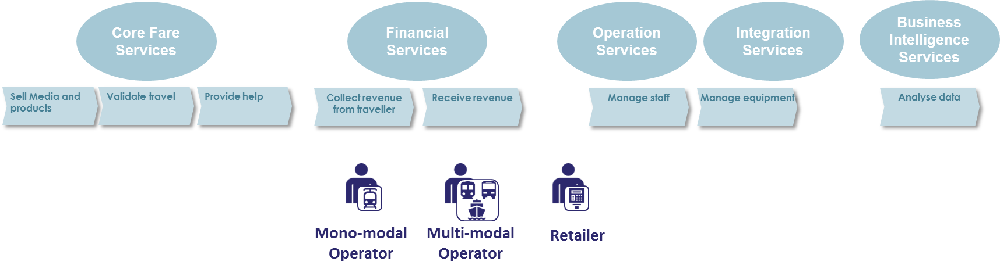 Core Fare
Services
Financial
Services
Operation
Services
Integration
Services
Business
Intelligence
Services
Sell Media and
products
Validate travel
Provide help
Collect revenue
from traveller
Receive revenue
Manage staff
Manage equipment
Analyse data
Mono-modal
Operator
Multi-modal
Operator
Retailer